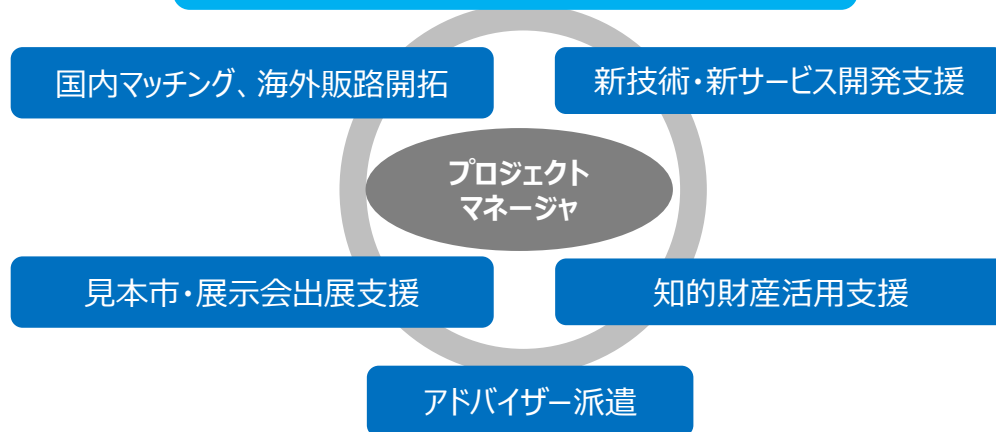 国内マッチング、海外販路開拓
新技術・新サービス開発支援
プロジェクト
マネージャ
見本市・展示会出展支援
知的財産活用支援
アドバイザー派遣